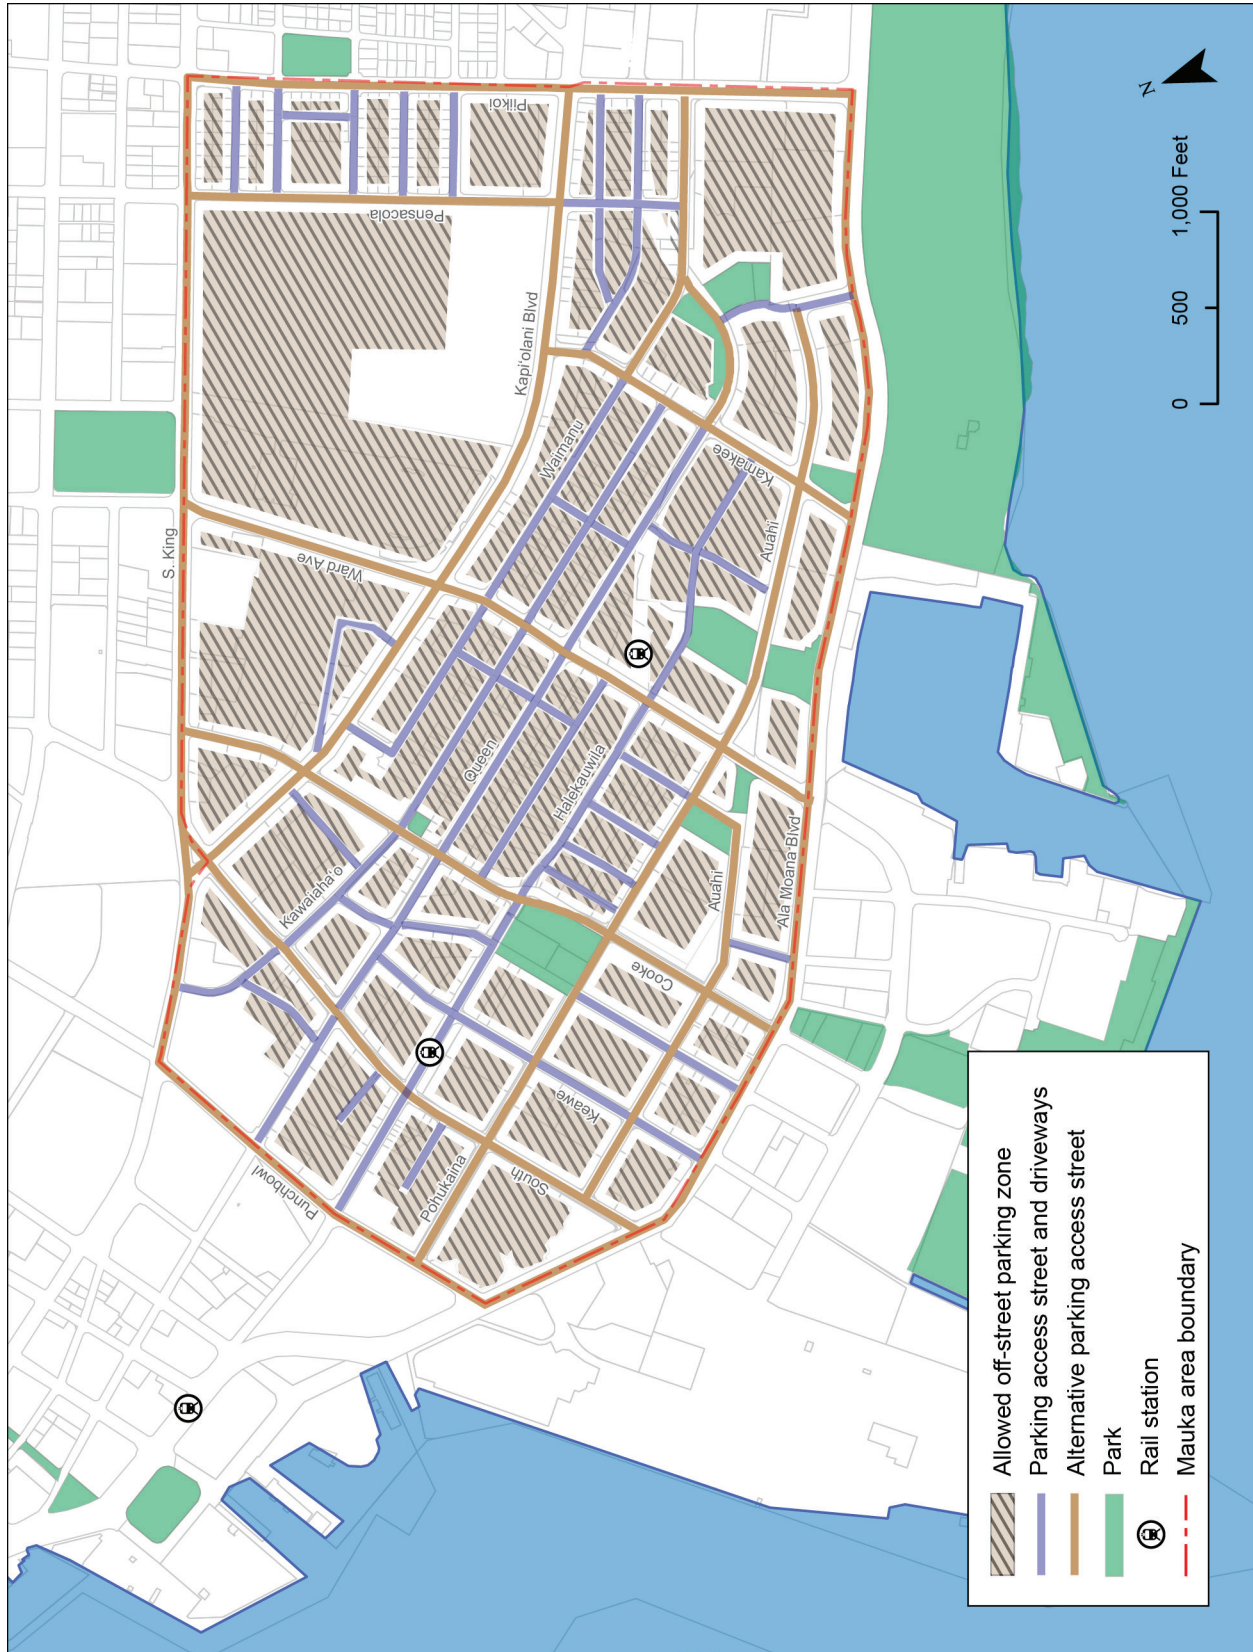 S. King
Piikoi
Pensacola
Kapi'olani Blvd
Ward Ave
Waimanu
Kamakee
Auahi
Queen
Halekauwila
Kawaiaha'o
Auahi
Ala Moana Blvd
Cooke
Keawe
South
Pohukaina
Punchbowl
N
0 500 1,000 Feet
Allowed off-street parking zone
Parking access street and driveways
Alternative parking access street
Park
Rail station
Mauka area boundary